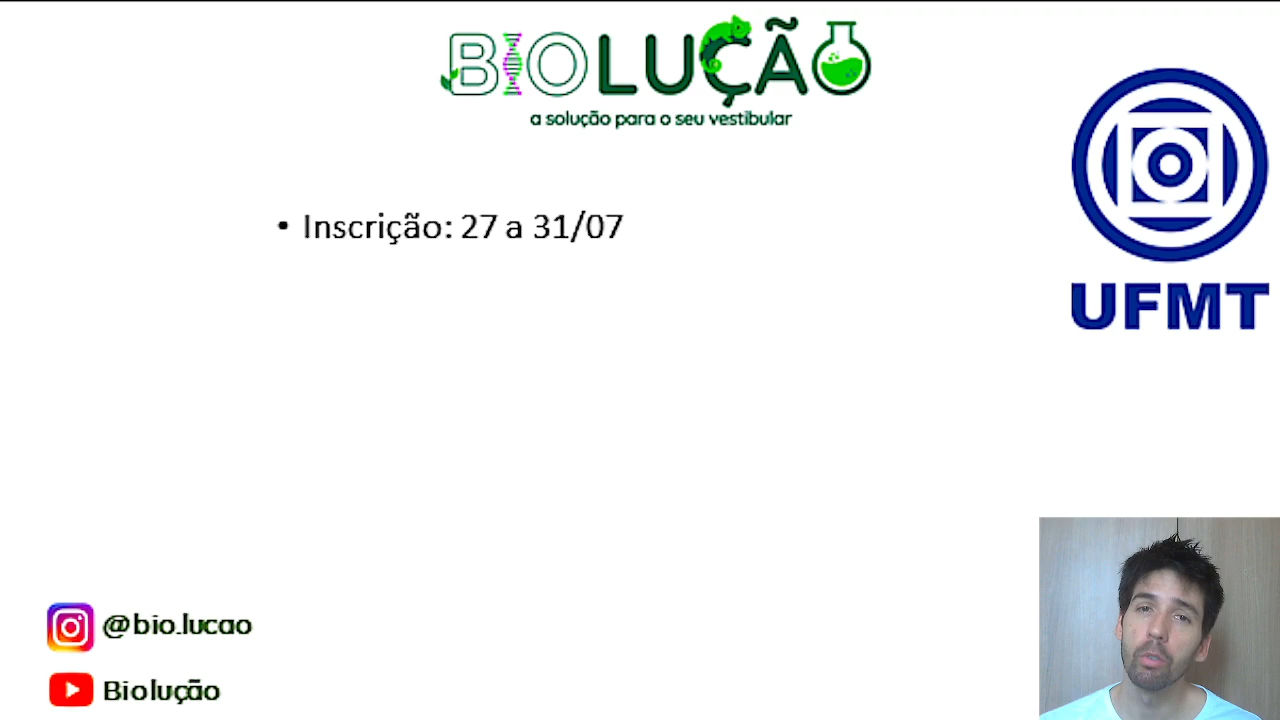 BIOLUÇÃO
a solução para o seu vestibular
• Inscrição: 27 a 31/07
UFMT
@bio.lucao
Biolução